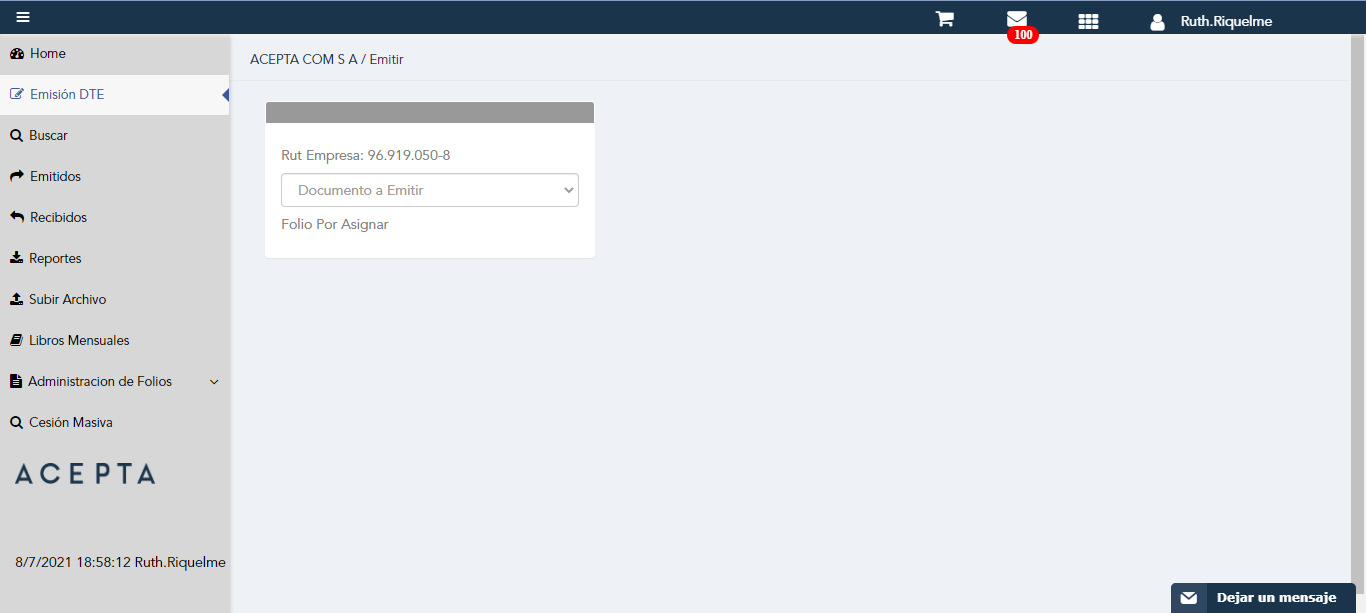 100
Ruth.Riquelme
Home
Emisión DTE
Buscar
Emitidos
Recibidos
Reportes
Subir Archivo
Libros Mensuales
Administracion de Folios
Cesión Masiva
ACEPTA
8/7/2021 18:58:12 Ruth.Riquelme
ACEPTA COM S A / Emitir
Rut Empresa: 96.919.050-8
Documento a Emitir
Folio Por Asignar
Dejar un mensaje